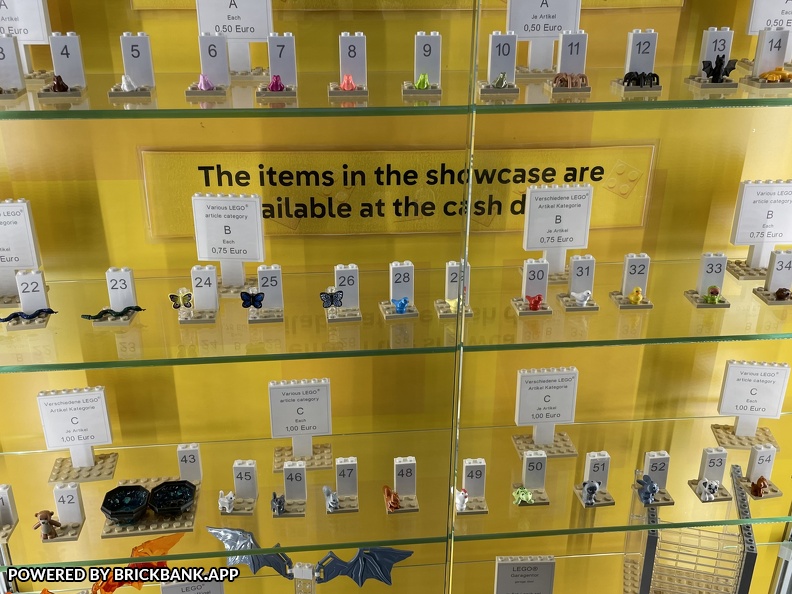 A
Each
0,50 Euro
A
Je Artikel
0,50 Euro
4
5
6
7
8
9
10
11
12
13
14
The items in the showcase are
available at the cash d
Various LEGO®
article category
B
Each
0,75 Euro
Verschiedene LEGO®
Artikel Kategorie
B
Je Artikel
0,75 Euro
Various LEGO®
article category
B
Each
0,75 Euro
22
23
24
25
26
28
30
31
32
33
34
Verschiedene LEGO®
Artikel Kategorie
C
Je Artikel
1,00 Euro
Various LEGO®
article category
C
Each
1,00 Euro
Verschiedene LEGO®
Artikel Kategorie
C
Je Artikel
1,00 Euro
Various LEGO®
article category
C
Each
1,00 Euro
42
43
45
46
47
48
49
50
51
52
53
54
LEGO®
POWERED BY BRICKBANK.APP